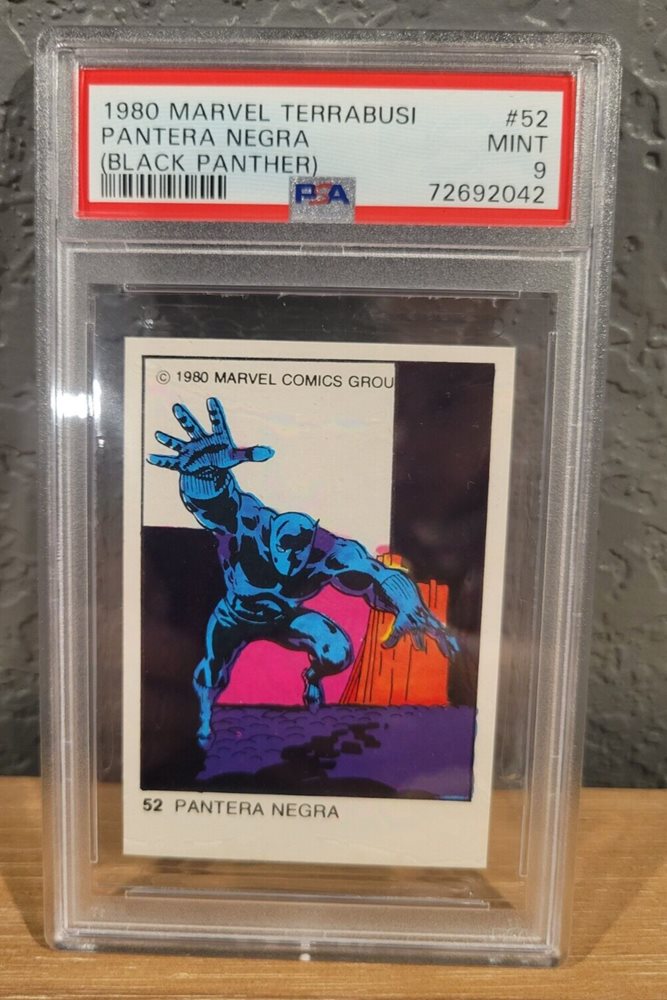 1980 MARVEL TERRABUSI #52
PANTERA NEGRA MINT
(BLACK PANTHER) 9
PSA 72692042
© 1980 MARVEL COMICS GROU
52 PANTERA NEGRA